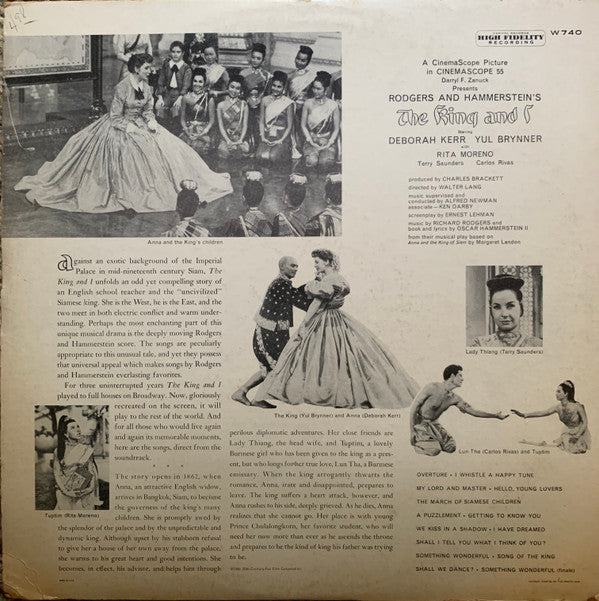 498
CAPITOL RECORDS
HIGH FIDELITY
RECORDING
W740
A CinemaScope Picture
in CINEMASCOPE 55
Darryl F. Zanuck
Presents
RODGERS AND HAMMERSTEIN'S
The King and I
Starring
DEBORAH KERR YUL BRYNNER
with
RITA MORENO
Terry Saunders Carlos Rivas
produced by CHARLES BRACKETT
directed by WALTER LANG
music supervised and
conducted by ALFRED NEWMAN
associate—KEN DARBY
screenplay by ERNEST LEHMAN
music by RICHARD RODGERS and
book and lyrics by OSCAR HAMMERSTEIN II
from their musical play based on
Anna and the King of Siam by Margaret Landon
Anna and the King's children
against an exotic background of the Imperial
Palace in mid-nineteenth century Siam, The
King and I unfolds an odd yet compelling story of
an English school teacher and the "uncivilized"
Siamese king. She is the West, he is the East, and the
two meet in both electric conflict and warm under-
standing. Perhaps the most enchanting part of this
unique musical drama is the deeply moving Rodgers
and Hammerstein score. The songs are peculiarly
appropriate to this unusual tale, and yet they possess
that universal appeal which makes songs by Rodgers
and Hammerstein everlasting favorites.
For three uninterrupted years The King and I
played to full houses on Broadway. Now, gloriously
recreated on the screen, it will
play to the rest of the world. And
for all those who would live again
and again its memorable moments,
here are the songs, direct from the
soundtrack.
The story opens in 1862, when
Anna, an attractive English widow,
arrives in Bangkok, Siam, to become
the governess of the king's many
children. She is promptly awed by
the splendor of the palace and by the unpredictable and
dynamic king. Although upset by his stubborn refusal
to give her a house of her own away from the palace,
she warms to his great heart and good intentions. She
becomes, in effect, his adviser, and helps him through
Tuptim (Rita Moreno)
The King (Yul Brynner) and Anna (Deborah Kerr)
perilous diplomatic adventures. Her close friends are
Lady Thiang, the head wife, and Tuptim, a lovely
Burmese girl who has been given to the king as a pres-
ent, but who longs for her true love, Lun Tha, a Burmese
emissary. When the king arrogantly thwarts the
romance, Anna, irate and disappointed, prepares to
leave. The king suffers a heart attack, however, and
Anna rushes to his side, deeply grieved. As he dies, Anna
realizes that she cannot go. Her place is with young
Prince Chulalongkorn, her favorite student, who will
need her now more than ever as he ascends the throne
and prepares to be the kind of king his father was trying
to be.
Lady Thiang (Terry Saunders)
Lun Tha (Carlos Rivas) and Tuptim
OVERTURE • I WHISTLE A HAPPY TUNE
MY LORD AND MASTER • HELLO, YOUNG LOVERS
THE MARCH OF SIAMESE CHILDREN
A PUZZLEMENT • GETTING TO KNOW YOU
WE KISS IN A SHADOW • I HAVE DREAMED
SHALL I TELL YOU WHAT I THINK OF YOU?
SOMETHING WONDERFUL • SONG OF THE KING
SHALL WE DANCE? • SOMETHING WONDERFUL (finale)